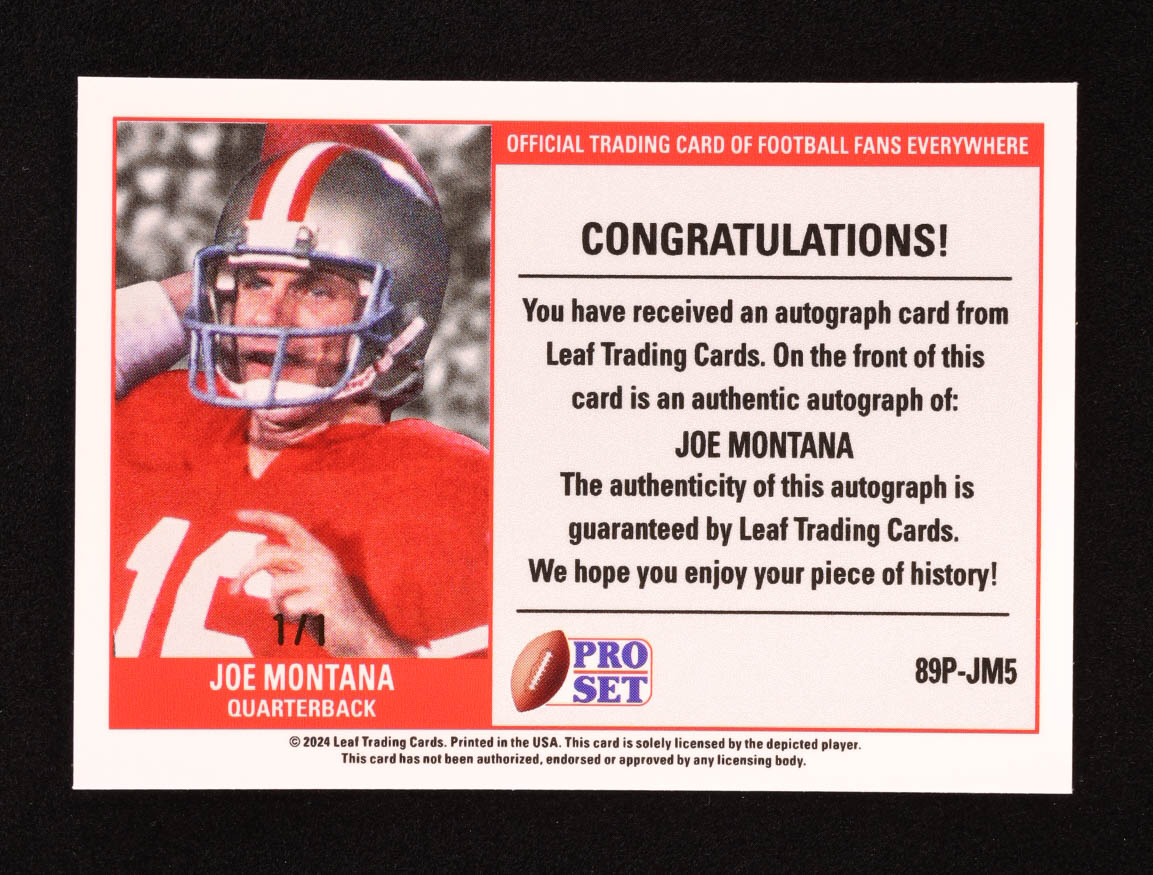 OFFICIAL TRADING CARD OF FOOTBALL FANS EVERYWHERE
CONGRATULATIONS!
You have received an autograph card from
Leaf Trading Cards. On the front of this
card is an authentic autograph of:
JOE MONTANA
The authenticity of this autograph is
guaranteed by Leaf Trading Cards.
We hope you enjoy your piece of history!
16
1/1
JOE MONTANA
QUARTERBACK
PRO
SET
89P-JM5
© 2024 Leaf Trading Cards. Printed in the USA. This card is solely licensed by the depicted player.
This card has not been authorized, endorsed or approved by any licensing body.